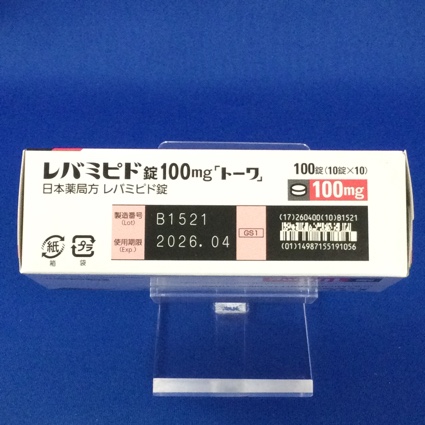 レバミピド錠100mg「トーワ」
100錠(10錠×10)
日本薬局方 レバミピド錠
100mg
製造番号
(Lot)
B1521
使用期限
(Exp.)
2026.04
GS1
(17)260400(10)B1521
(01)14987155191056
紙
箱
プラ
袋